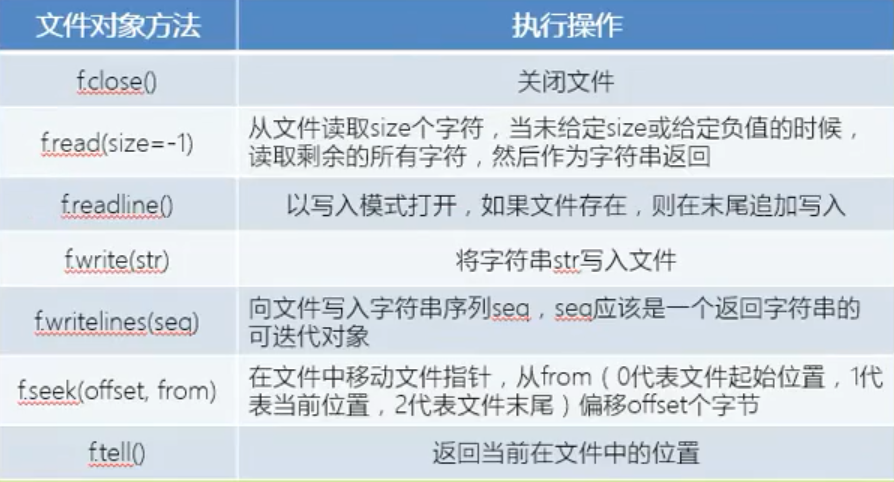 文件对象方法 执行操作
f.close() 关闭文件
f.read(size=-1) 从文件读取size个字符，当未给定size或给定负值的时候，
读取剩余的所有字符，然后作为字符串返回
f.readline() 以写入模式打开，如果文件存在，则在末尾追加写入
f.write(str) 将字符串str写入文件
f.writelines(seq) 向文件写入字符串序列seq，seq应该是一个返回字符串的
可迭代对象
f.seek(offset, from) 在文件中移动文件指针，从from（0代表文件起始位置，1代
表当前位置，2代表文件末尾）偏移offset个字节
f.tell() 返回当前在文件中的位置